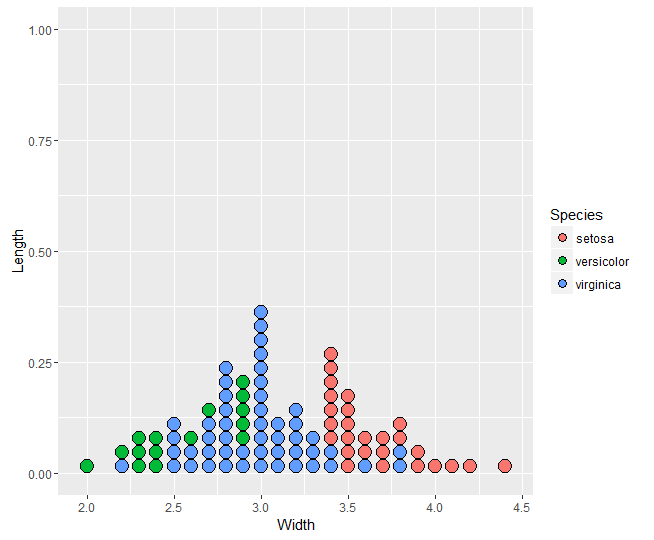 1.00
0.75
0.50
0.25
0.00
Length
2.0 2.5 3.0 3.5 4.0 4.5
Width
Species
setosa
versicolor
virginica